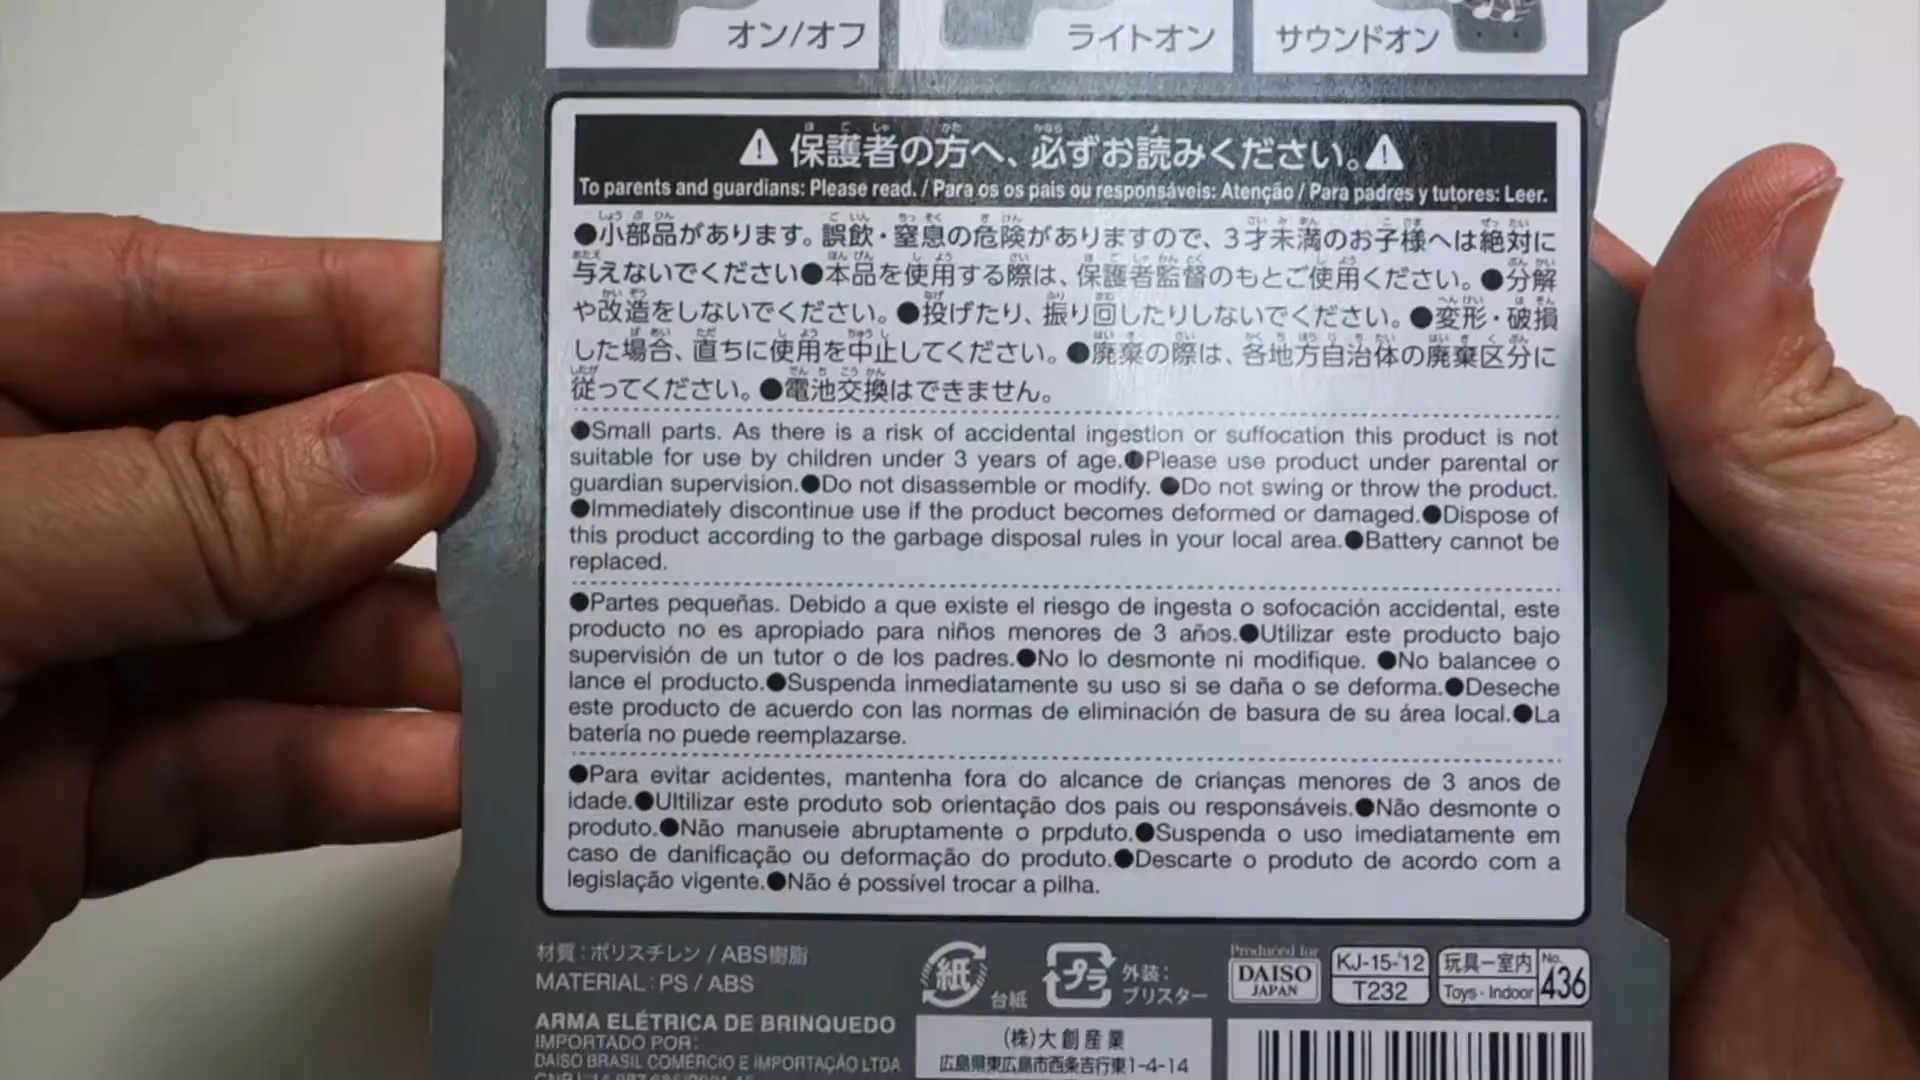 オン/オフ
ライトオン
サウンドオン
保護者の方へ、必ずお読みください。
To parents and guardians: Please read. / Para os os pais ou responsáveis: Atenção / Para padres y tutores: Leer.
●小部品があります。誤飲・窒息の危険がありますので、3才未満のお子様へは絶対に
与えないでください●本品を使用する際は、保護者監督のもとご使用ください。●分解
や改造をしないでください。●投げたり、振り回したりしないでください。●変形・破損
した場合、直ちに使用を中止してください。●廃棄の際は、各地方自治体の廃棄区分に
従ってください。●電池交換はできません。
●Small parts. As there is a risk of accidental ingestion or suffocation this product is not
suitable for use by children under 3 years of age.●Please use product under parental or
guardian supervision.●Do not disassemble or modify. ●Do not swing or throw the product.
●Immediately discontinue use if the product becomes deformed or damaged.●Dispose of
this product according to the garbage disposal rules in your local area.●Battery cannot be
replaced.
●Partes pequeñas. Debido a que existe el riesgo de ingesta o sofocación accidental, este
producto no es apropiado para niños menores de 3 años.●Utilizar este producto bajo
supervisión de un tutor o de los padres.●No lo desmonte ni modifique. ●No balancee o
lance el producto.●Suspenda inmediatamente su uso si se daña o se deforma.●Deseche
este producto de acuerdo con las normas de eliminación de basura de su área local.●La
batería no puede reemplazarse.
●Para evitar acidentes, mantenha fora do alcance de crianças menores de 3 anos de
idade.●Ultilizar este produto sob orientação dos pais ou responsáveis.●Não desmonte o
produto.●Não manuseie abruptamente o prpduto.●Suspenda o uso imediatamente em
caso de danificação ou deformação do produto.●Descarte o produto de acordo com a
legislação vigente.●Não é possível trocar a pilha.
材質：ポリスチレン / ABS樹脂
MATERIAL：PS / ABS
紙
台紙
プラ
外装：
ブリスター
Produced for
DAISO
JAPAN
KJ-15-'12
T232
玩具ー室内
Toys・Indoor
No.
436
ARMA ELÉTRICA DE BRINQUEDO
IMPORTADO POR:
DAISO BRASIL COMÉRCIO E IMPORTAÇÃO LTDA
(株)大創産業
広島県東広島市西条吉行東1-4-14